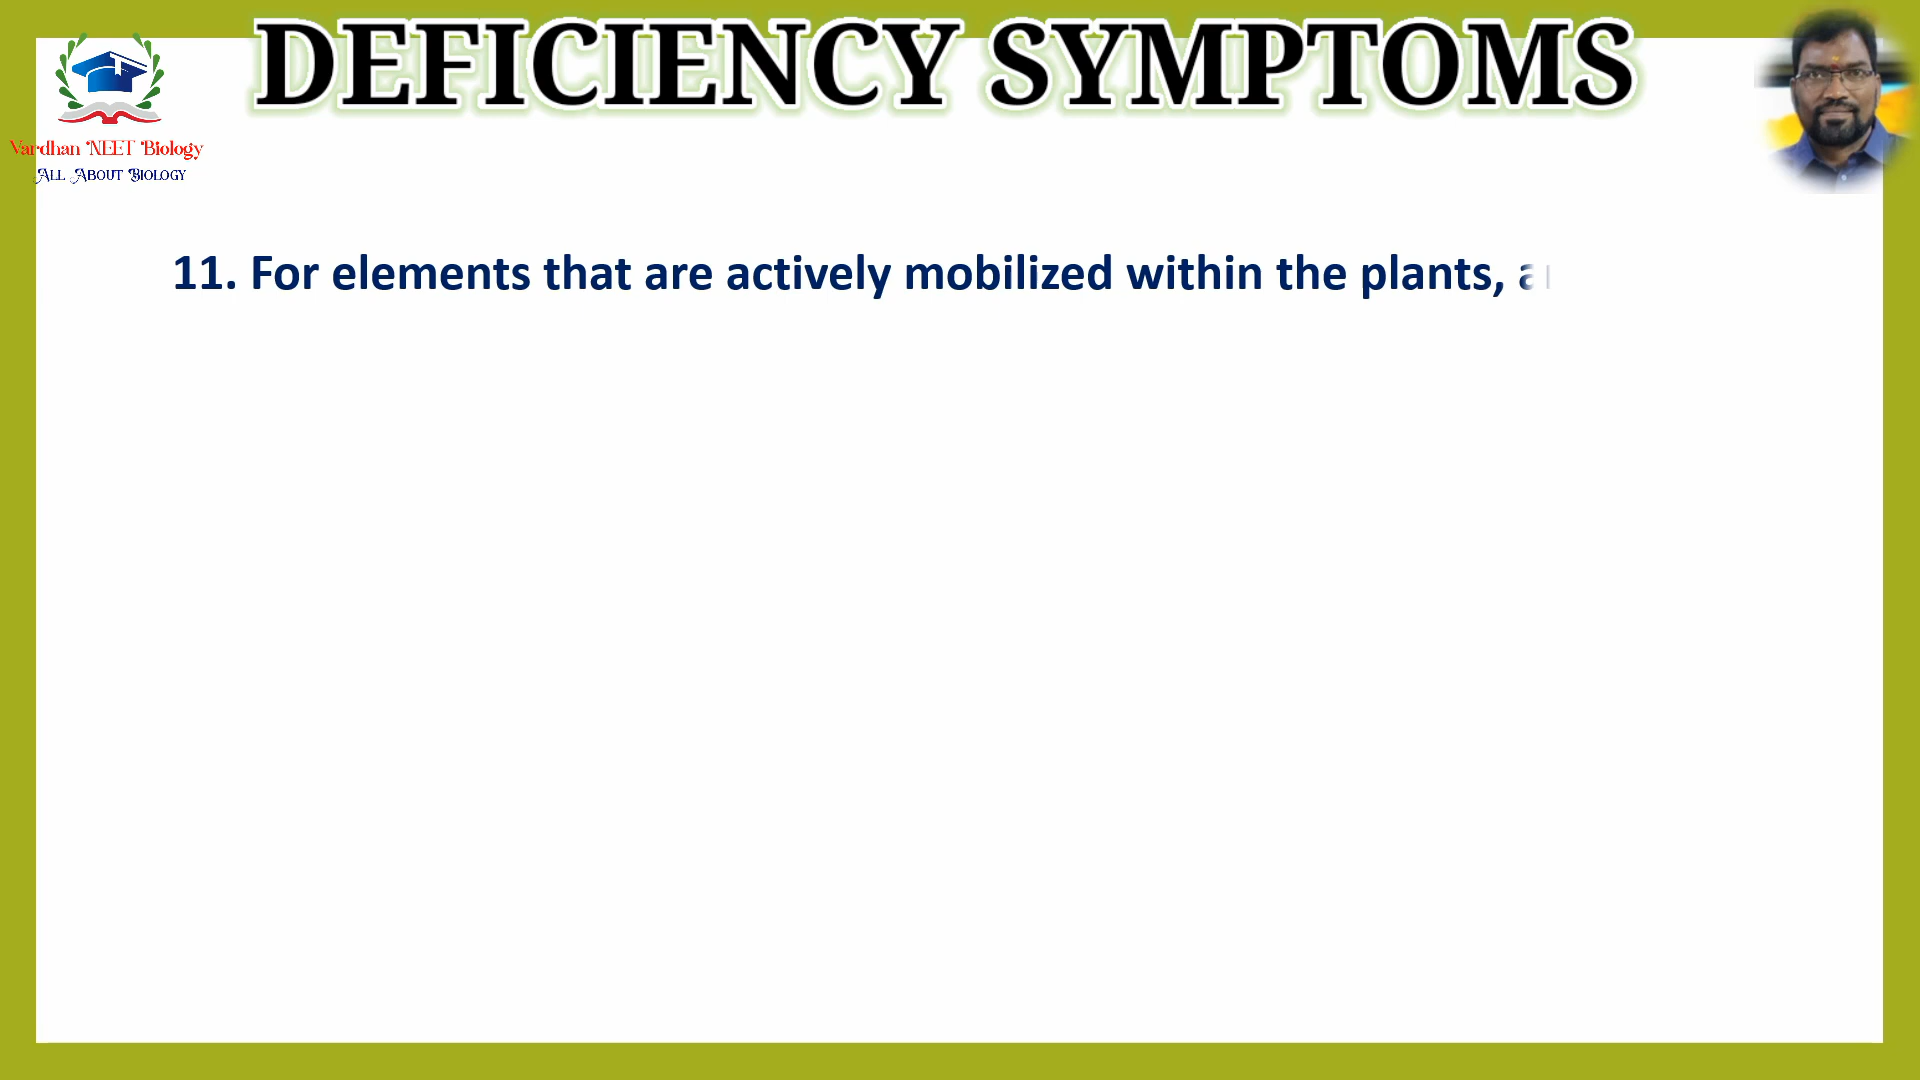 DEFICIENCY SYMPTOMS
Vardhan NEET Biology
All About Biology
11. For elements that are actively mobilized within the plants,